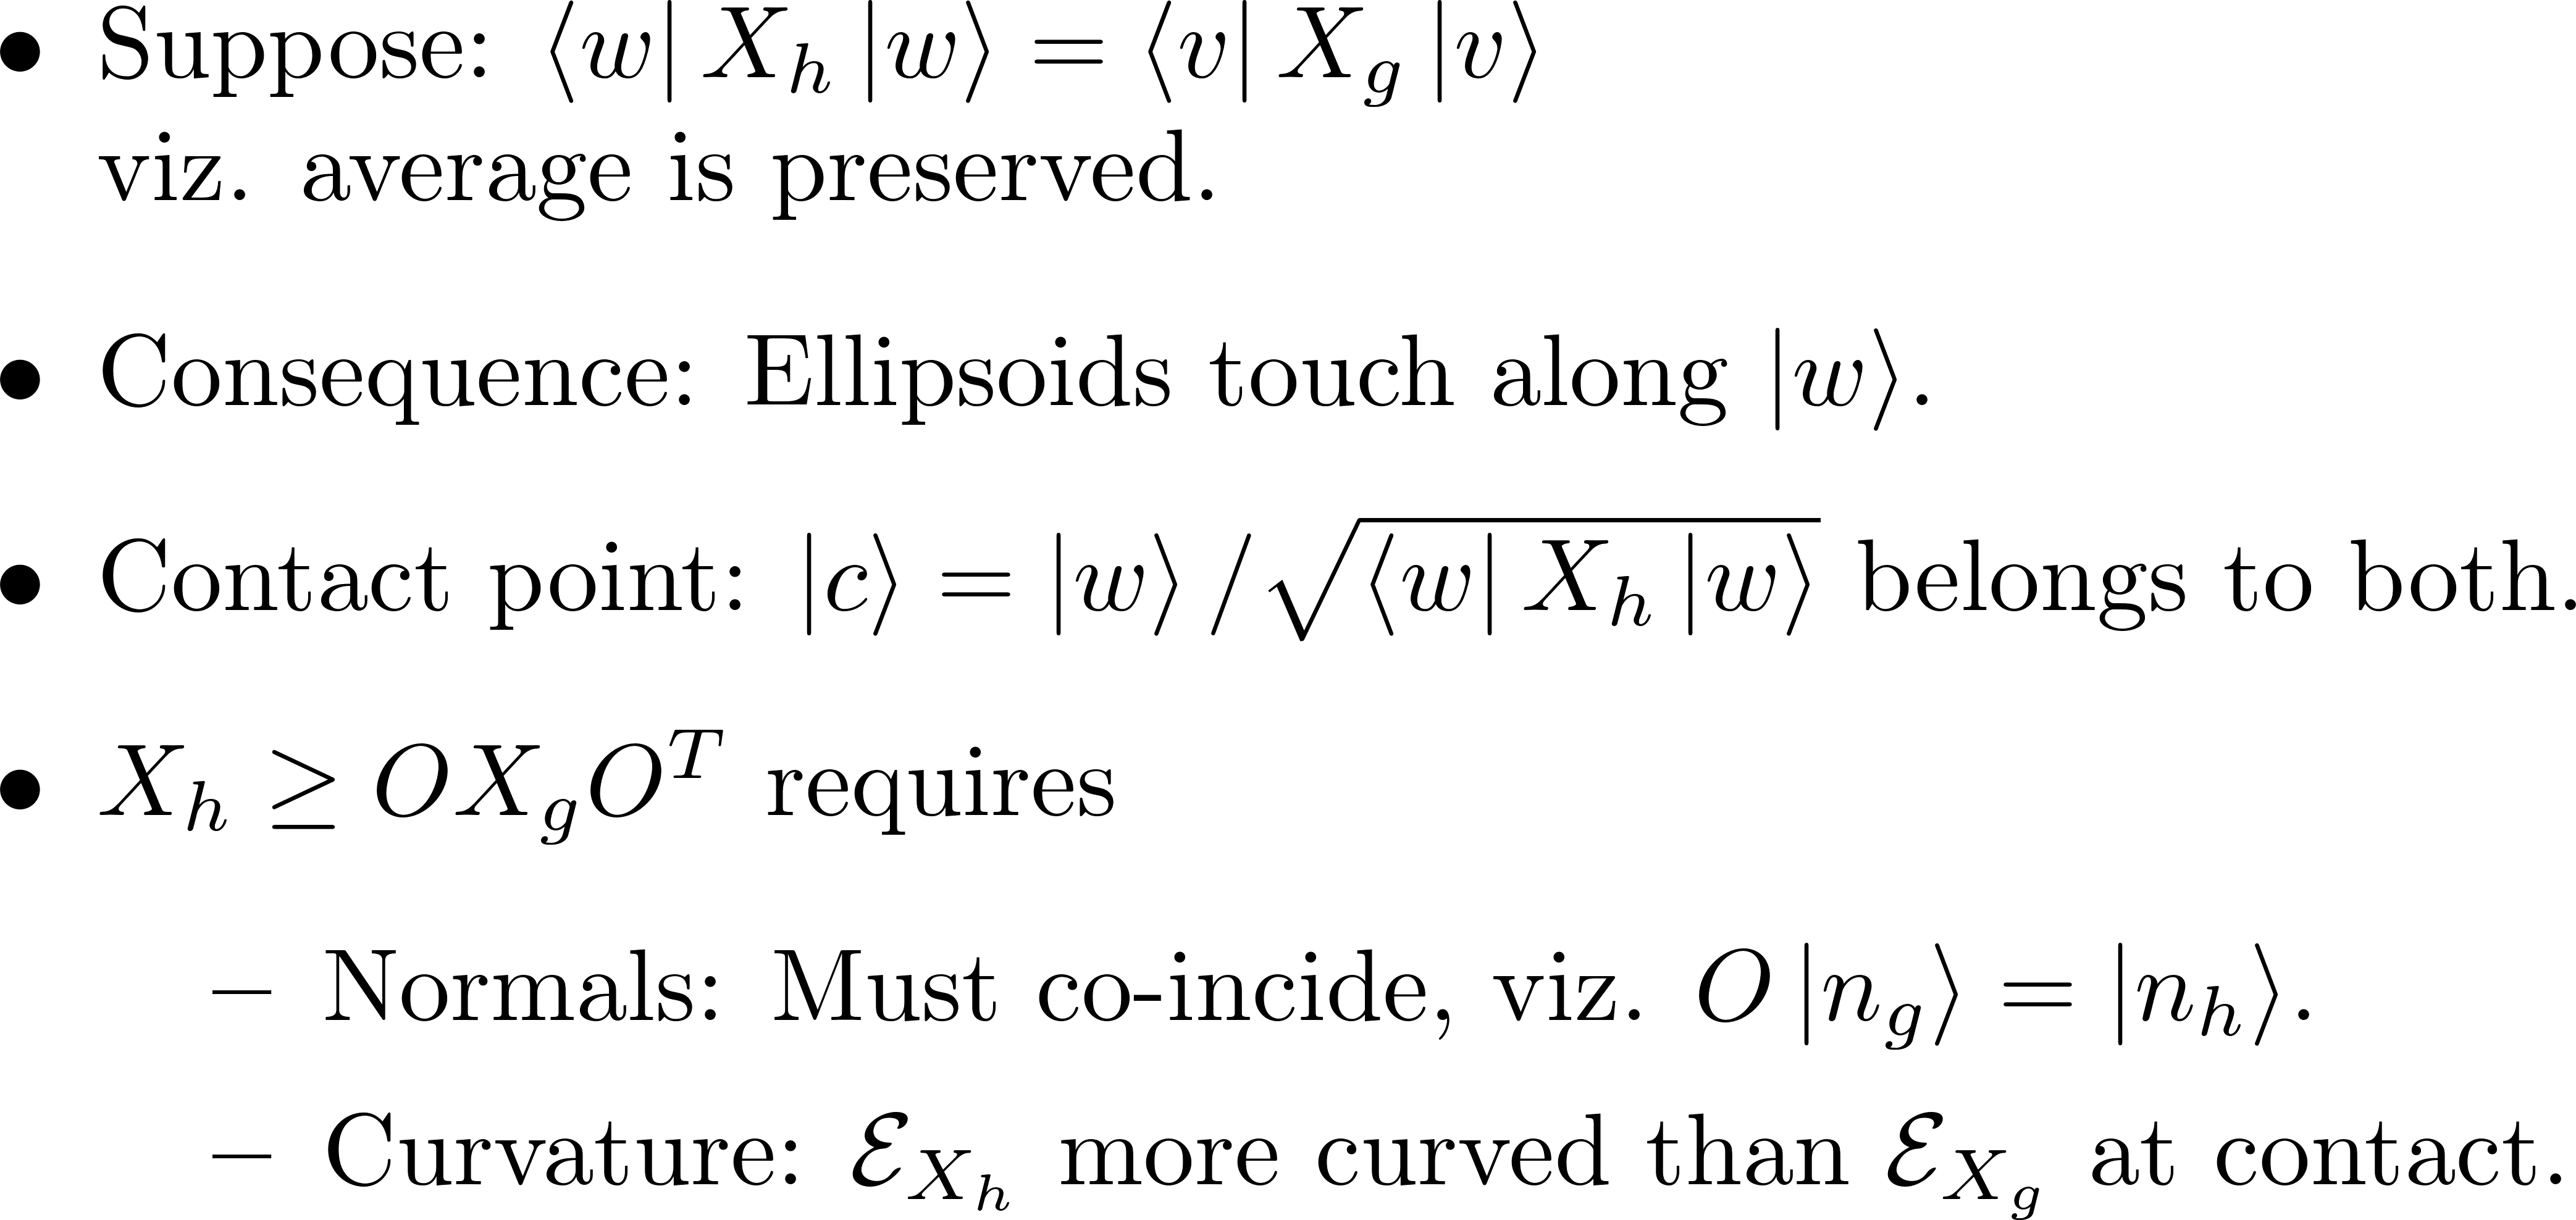 • Suppose: ⟨w| X_h |w⟩ = ⟨v| X_g |v⟩
viz. average is preserved.
• Consequence: Ellipsoids touch along |w⟩.
• Contact point: |c⟩ = |w⟩ /√⟨w| X_h |w⟩ belongs to both.
• X_h ≥ OX_gO^T requires
– Normals: Must co-incide, viz. O |n_g⟩ = |n_h⟩.
– Curvature: ℰ_{X_h} more curved than ℰ_{X_g} at contact.